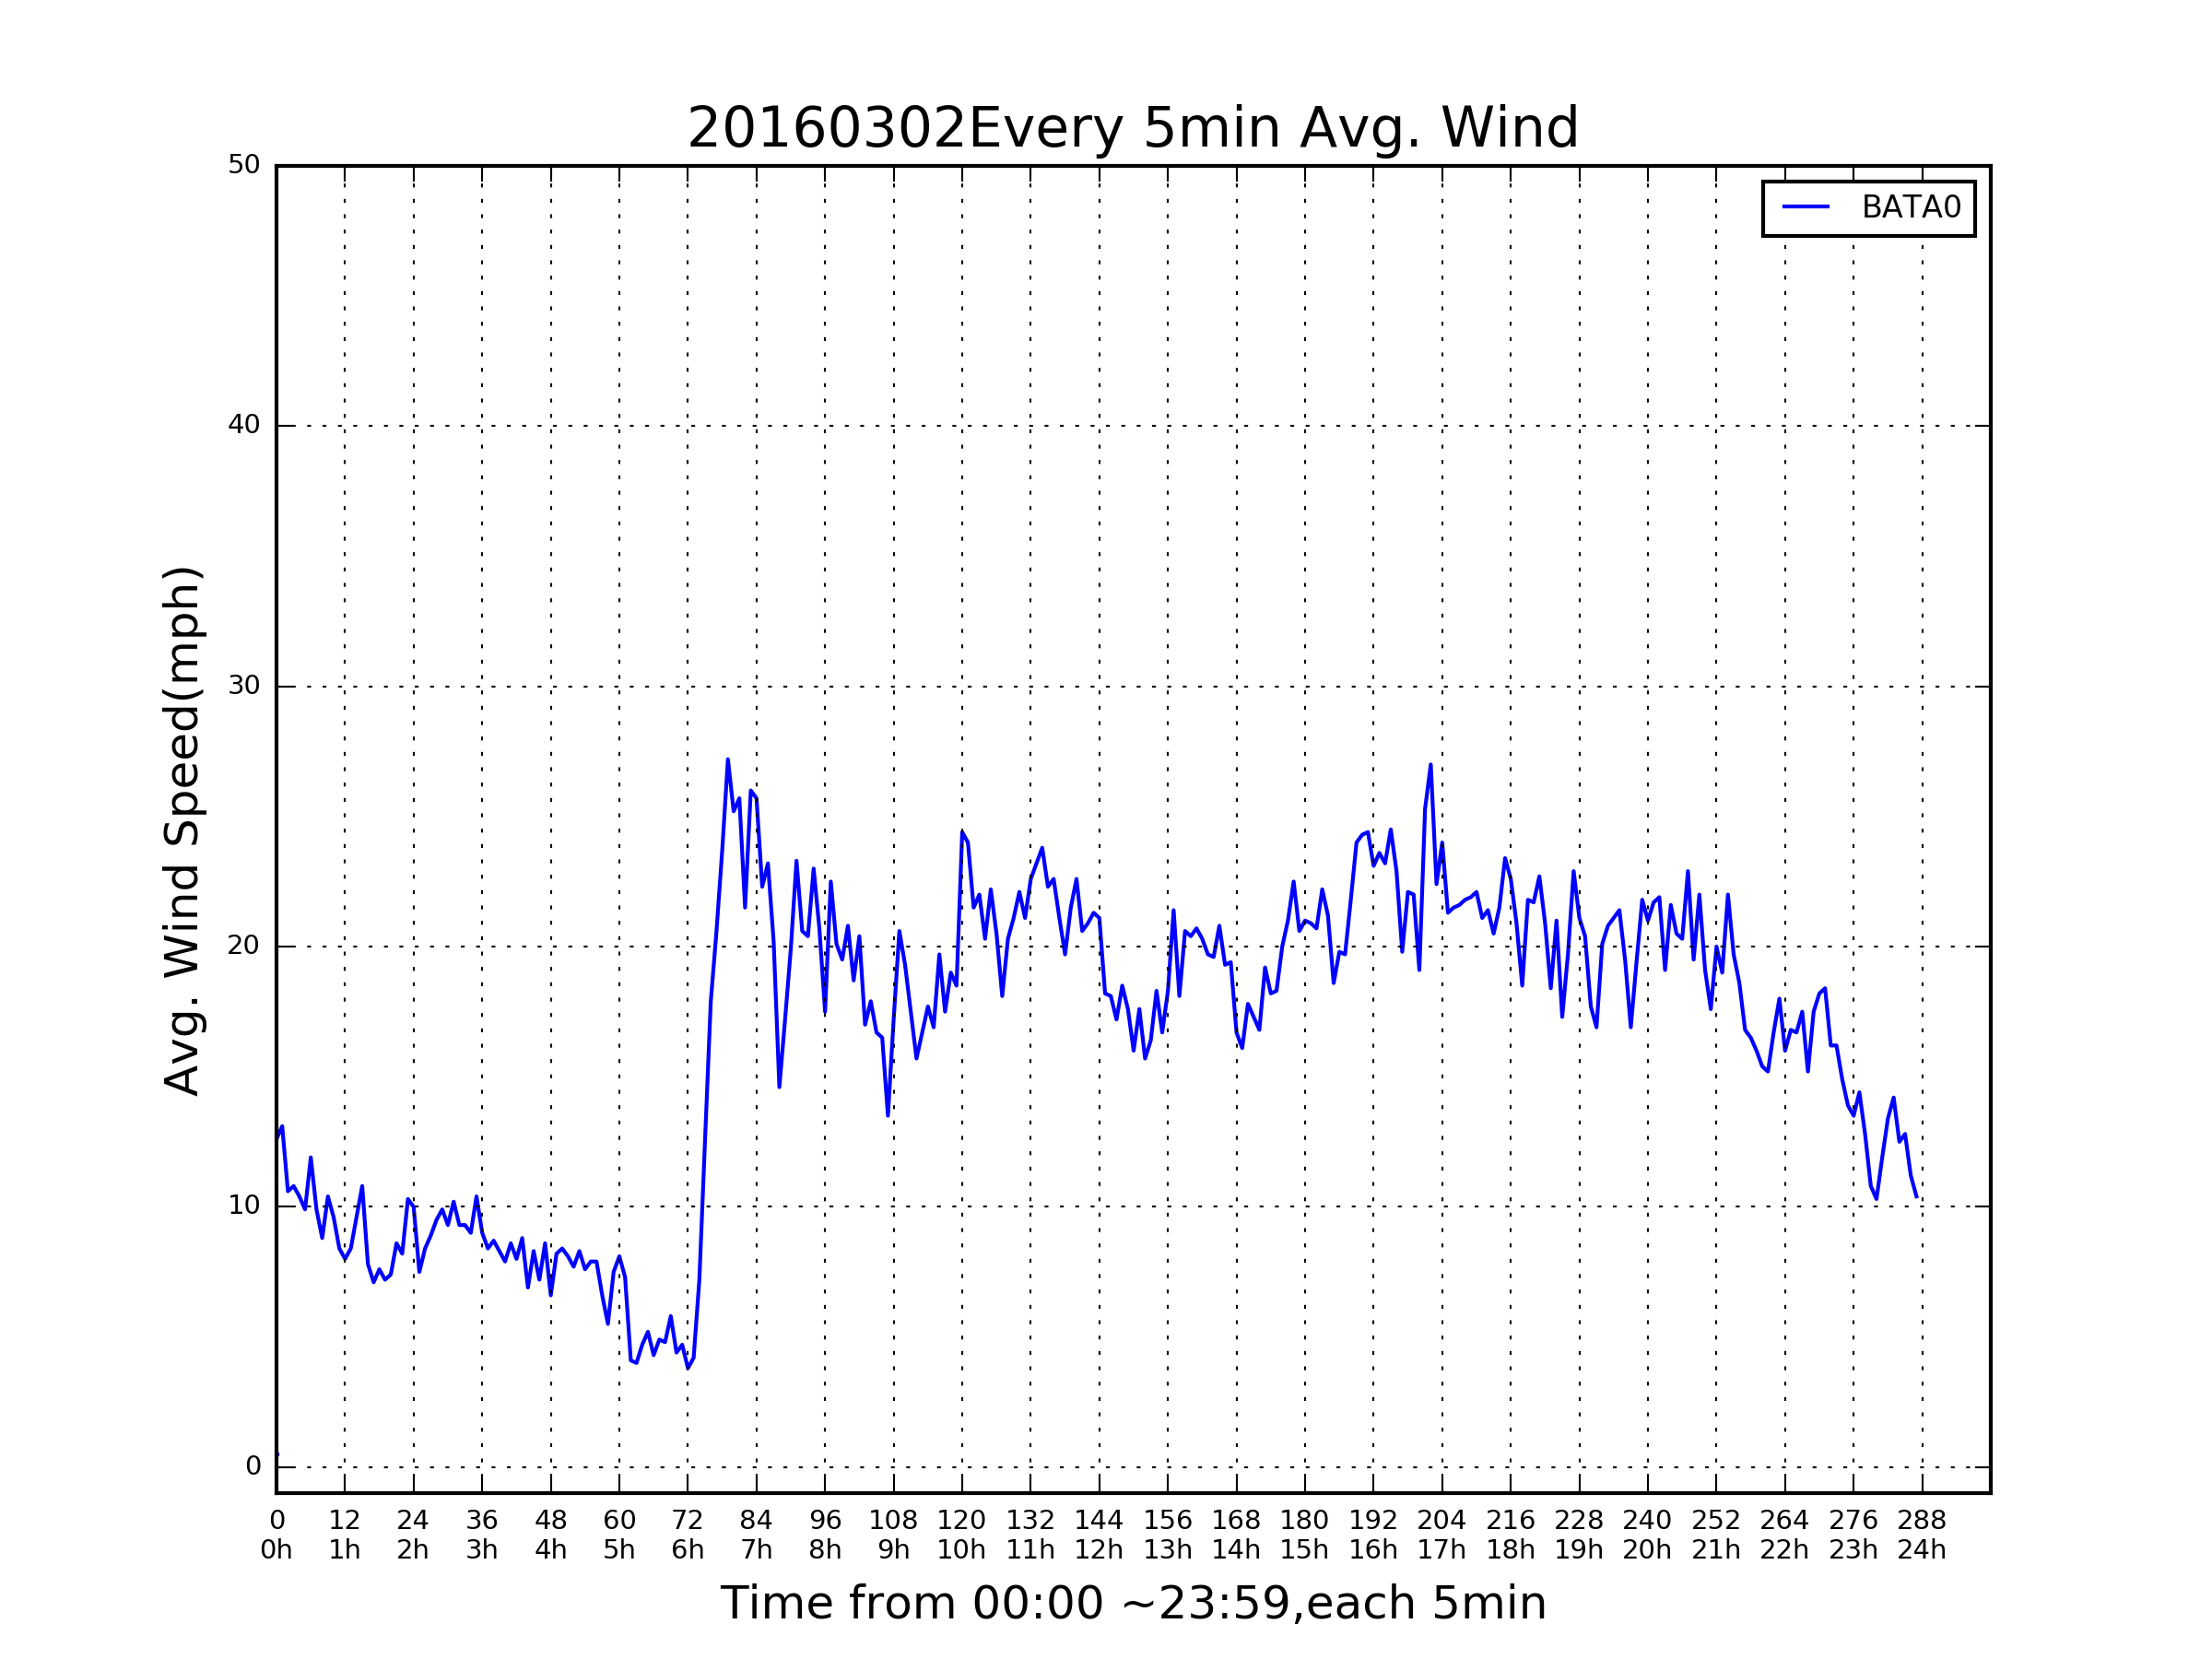 20160302Every 5min Avg. Wind
BATA0
50
40
30
20
10
0
Avg. Wind Speed(mph)
0 12 24 36 48 60 72 84 96 108 120 132 144 156 168 180 192 204 216 228 240 252 264 276 288
0h 1h 2h 3h 4h 5h 6h 7h 8h 9h 10h 11h 12h 13h 14h 15h 16h 17h 18h 19h 20h 21h 22h 23h 24h
Time from 00:00 ~23:59,each 5min